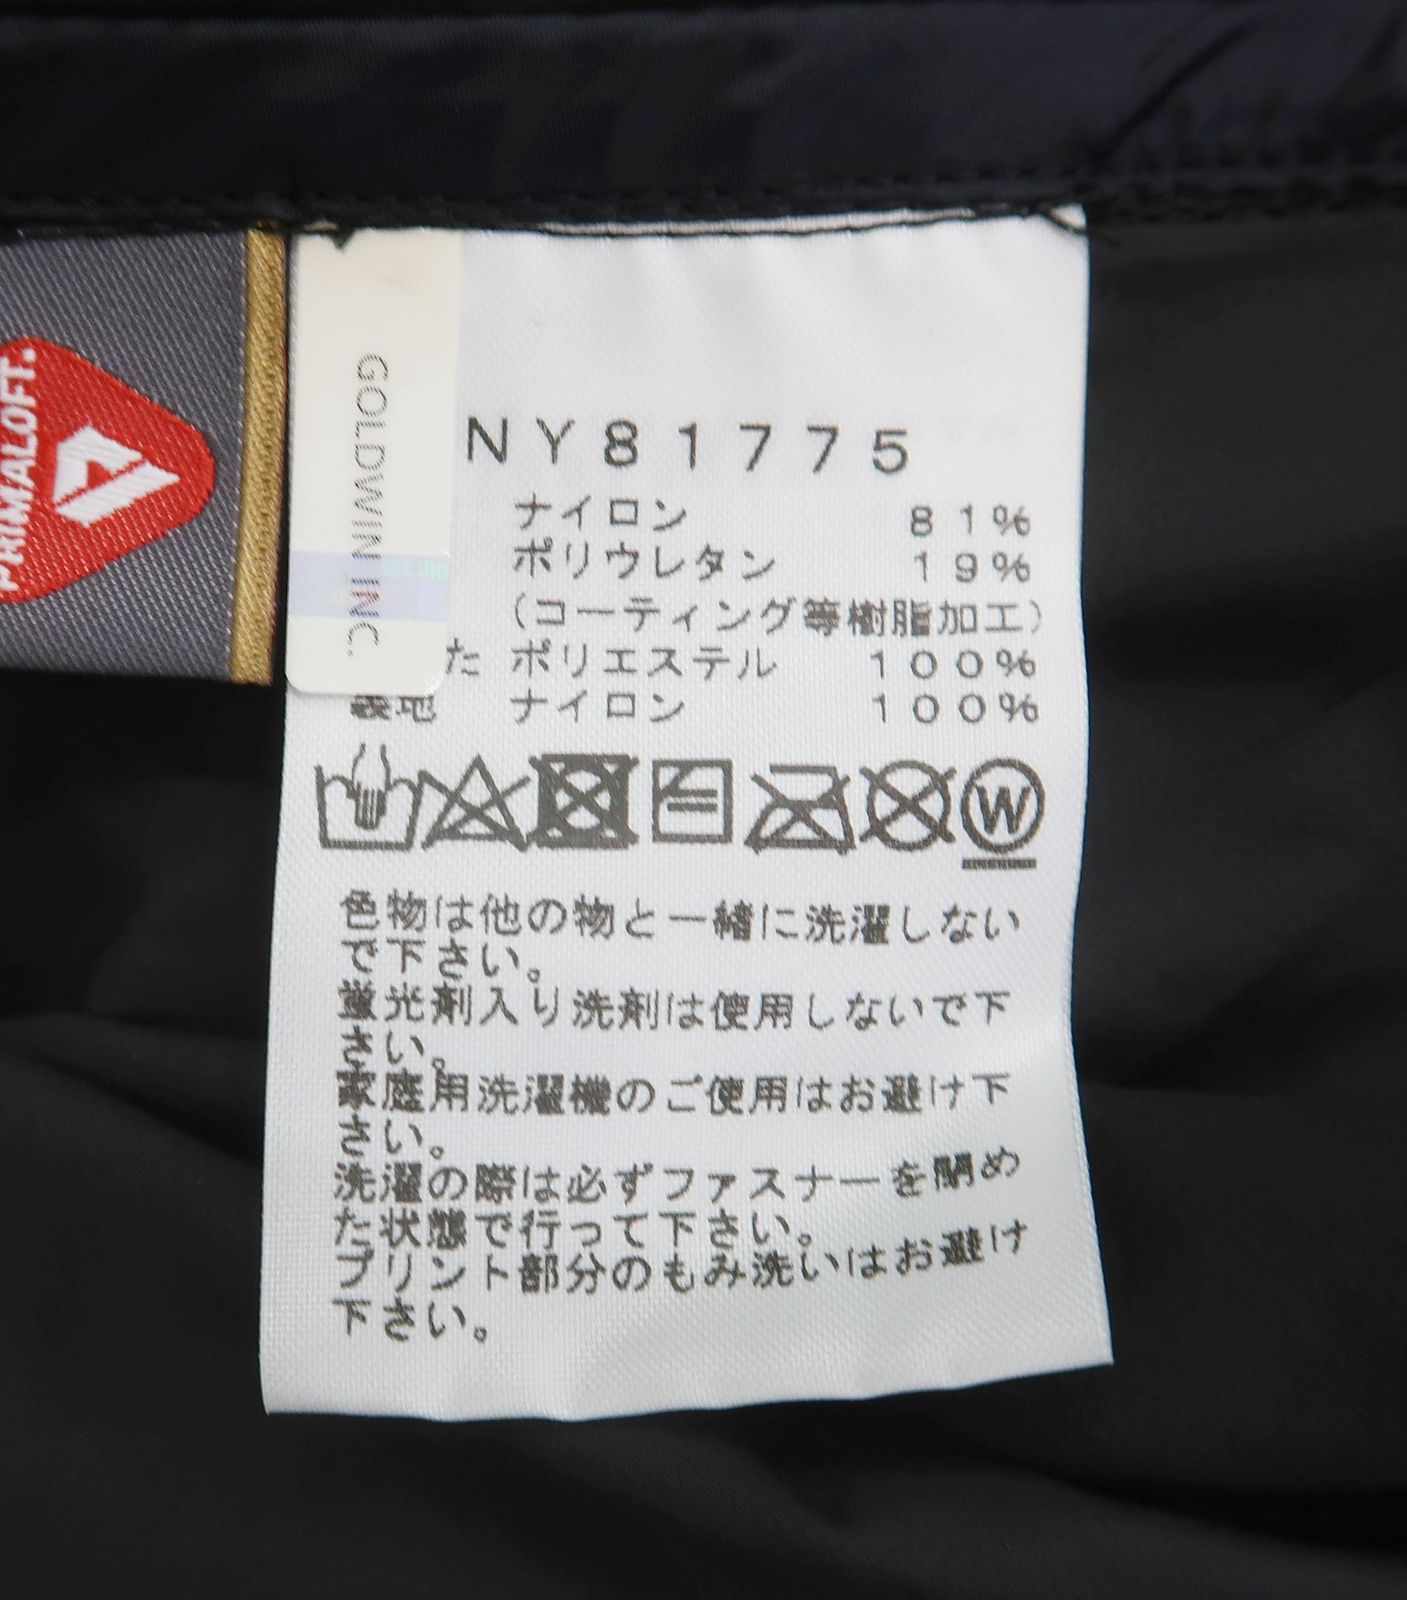 PRIMALOFT
GOLDWIN INC.
NY81775
ナイロン 81%
ポリウレタン 19%
(コーティング等樹脂加工)
た ポリエステル 100%
裏地 ナイロン 100%
W
色物は他の物と一緒に洗濯しない
で下さい。
蛍光剤入り洗剤は使用しないで下
さい。
家庭用洗濯機のご使用はお避け下
さい。
洗濯の際は必ずファスナーを閉め
た状態で行って下さい。
プリント部分のもみ洗いはお避け
下さい。